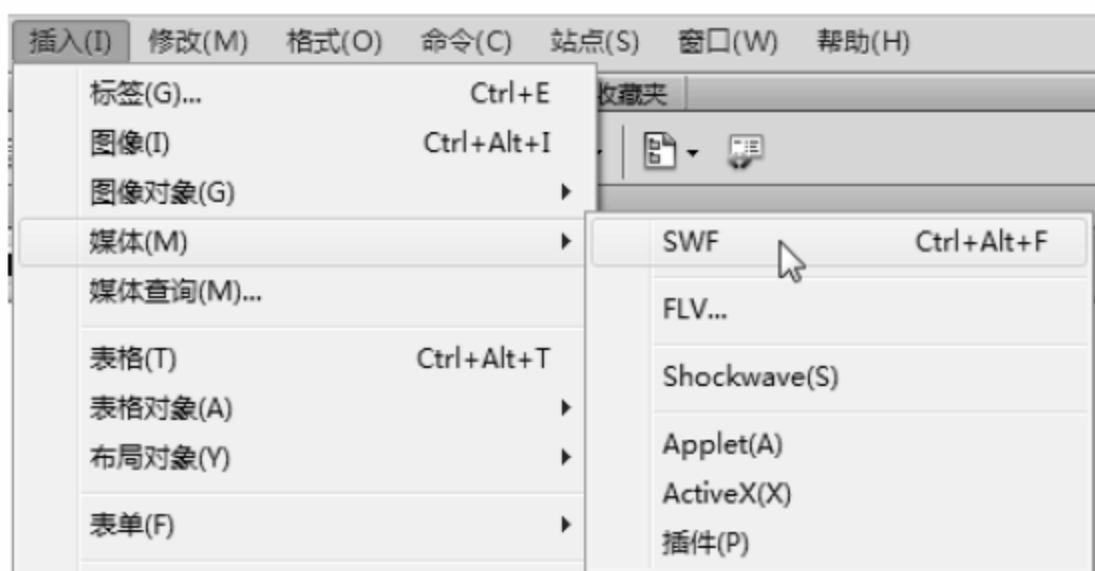 插入(I) 修改(M) 格式(O) 命令(C) 站点(S) 窗口(W) 帮助(H)
标签(G)... Ctrl+E 收藏夹
图像(I) Ctrl+Alt+I
图像对象(G)
媒体(M) SWF Ctrl+Alt+F
媒体查询(M)...
FLV...
表格(T) Ctrl+Alt+T
Shockwave(S)
表格对象(A)
Applet(A)
布局对象(Y)
ActiveX(X)
表单(F)
插件(P)